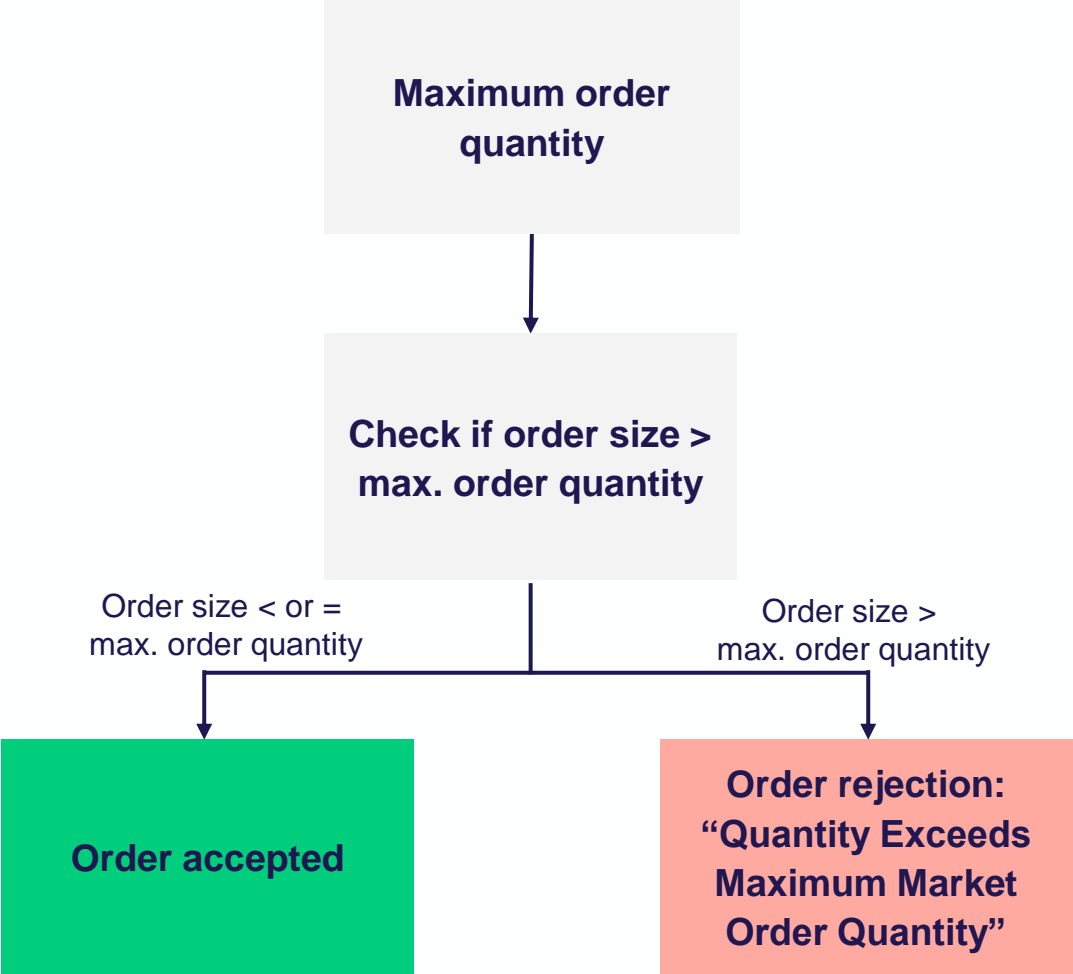 Maximum order
quantity
Check if order size >
max. order quantity
Order size < or =
max. order quantity
Order size >
max. order quantity
Order accepted
Order rejection:
“Quantity Exceeds
Maximum Market
Order Quantity”